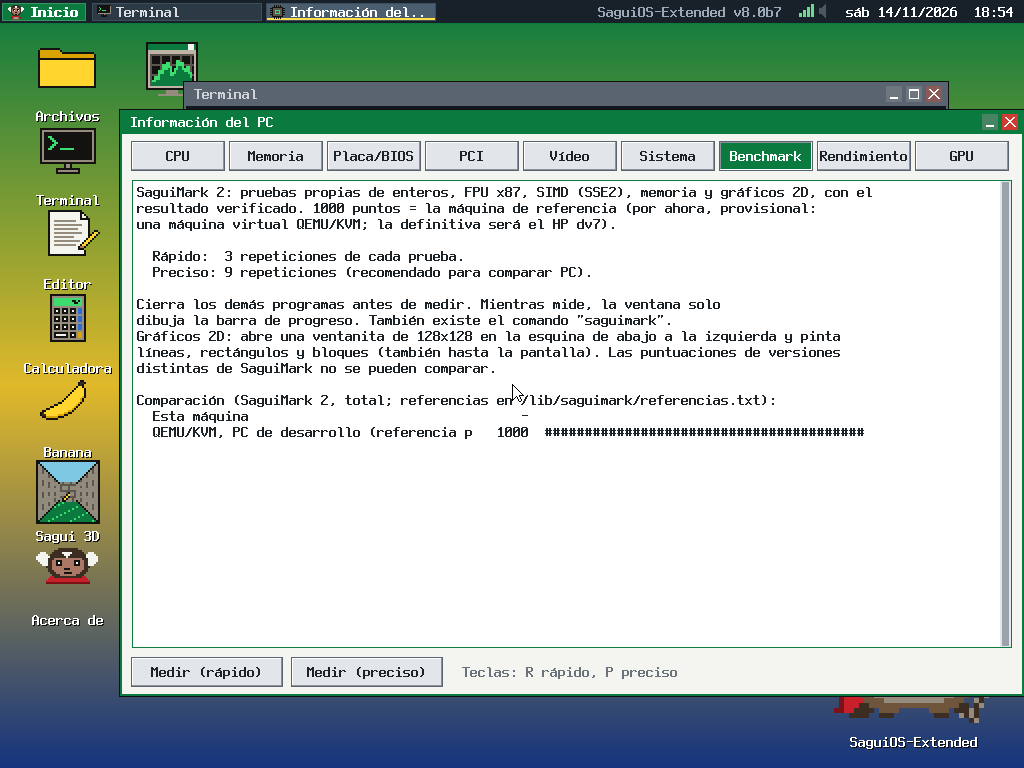 Inicio
Terminal
Información del..
SaguiOS-Extended v8.0b7
sáb 14/11/2026
18:54
Archivos
Terminal
Editor
Calculadora
Banana
Sagui 3D
Acerca de
Terminal
Información del PC
CPU
Memoria
Placa/BIOS
PCI
Vídeo
Sistema
Benchmark
Rendimiento
GPU
SaguiMark 2: pruebas propias de enteros, FPU x87, SIMD (SSE2), memoria y gráficos 2D, con el
resultado verificado. 1000 puntos = la máquina de referencia (por ahora, provisional:
una máquina virtual QEMU/KVM; la definitiva será el HP dv7).
Rápido:  3 repeticiones de cada prueba.
Preciso: 9 repeticiones (recomendado para comparar PC).
Cierra los demás programas antes de medir. Mientras mide, la ventana solo
dibuja la barra de progreso. También existe el comando "saguimark".
Gráficos 2D: abre una ventanita de 128x128 en la esquina de abajo a la izquierda y pinta
líneas, rectángulos y bloques (también hasta la pantalla). Las puntuaciones de versiones
distintas de SaguiMark no se pueden comparar.
Comparación (SaguiMark 2, total; referencias en /lib/saguimark/referencias.txt):
Esta máquina -
QEMU/KVM, PC de desarrollo (referencia p 1000 ########################################
Medir (rápido)
Medir (preciso)
Teclas: R rápido, P preciso
SaguiOS-Extended